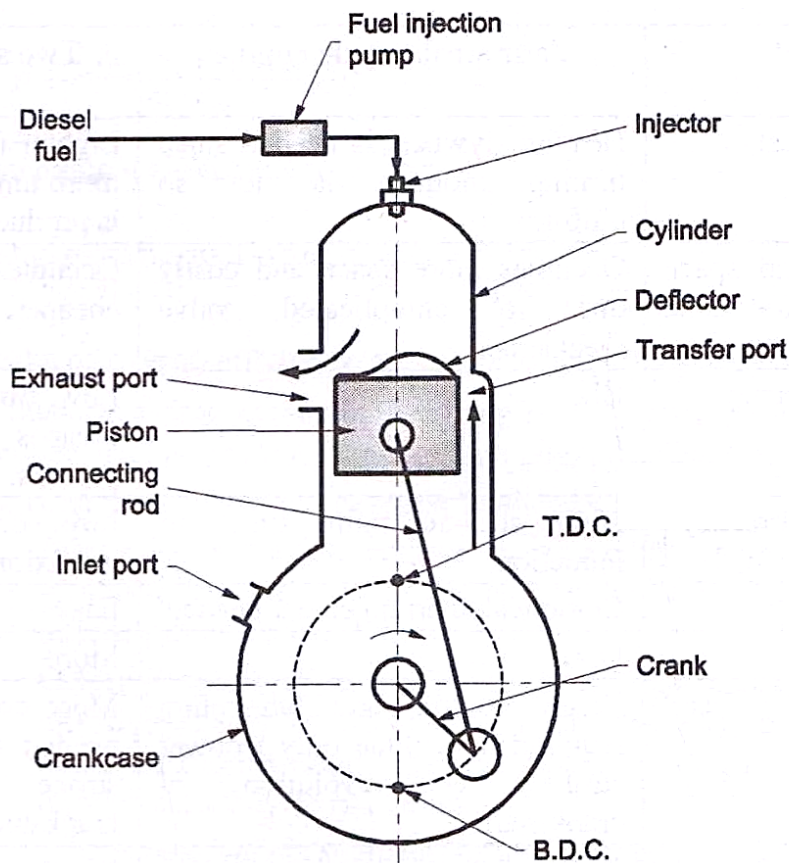 Fuel injection
pump
Diesel
fuel
Injector
Cylinder
Deflector
Transfer port
Exhaust port
Piston
Connecting
rod
T.D.C.
Inlet port
Crank
Crankcase
B.D.C.